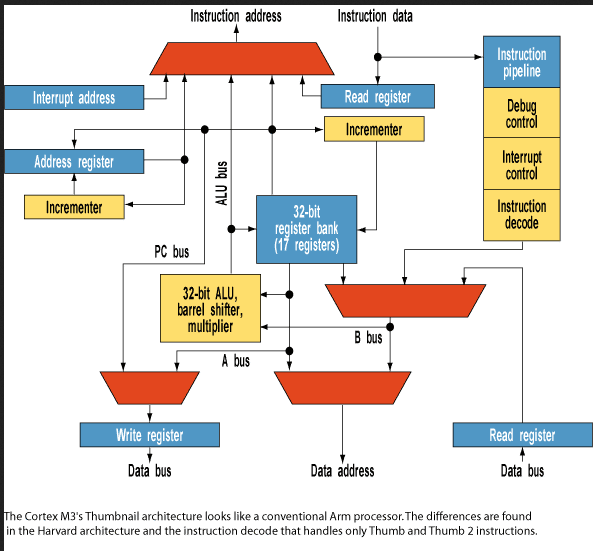 Instruction address
Instruction data
Instruction
pipeline
Interrupt address
Read register
Debug
control
Incrementer
Address register
Interrupt
control
ALU bus
Incrementer
32-bit
register bank
(17 registers)
Instruction
decode
PC bus
32-bit ALU,
barrel shifter,
multiplier
B bus
A bus
Write register
Read register
Data bus
Data address
Data bus
The Cortex M3's Thumbnail architecture looks like a conventional Arm processor. The differences are found
in the Harvard architecture and the instruction decode that handles only Thumb and Thumb 2 instructions.